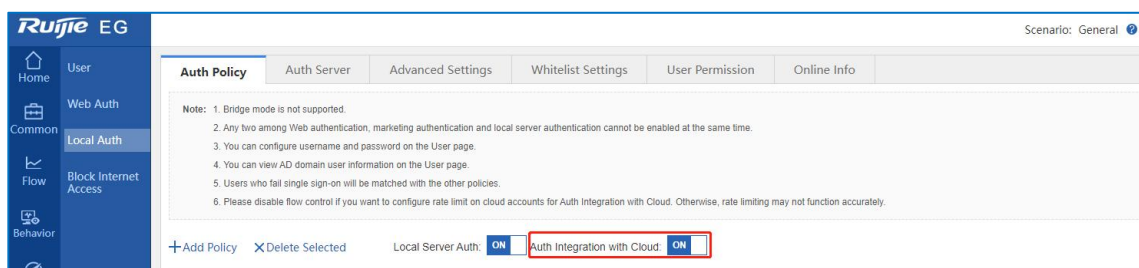 Ruijie EG
Scenario: General
Home
Common
Flow
Behavior
User
Web Auth
Local Auth
Block Internet
Access
Auth Policy Auth Server Advanced Settings Whitelist Settings User Permission Online Info
Note: 1. Bridge mode is not supported.
2. Any two among Web authentication, marketing authentication and local server authentication cannot be enabled at the same time.
3. You can configure username and password on the User page.
4. You can view AD domain user information on the User page.
5. Users who fail single sign-on will be matched with the other policies.
6. Please disable flow control if you want to configure rate limit on cloud accounts for Auth Integration with Cloud. Otherwise, rate limiting may not function accurately.
+Add Policy XDelete Selected Local Server Auth: ON Auth Integration with Cloud: ON